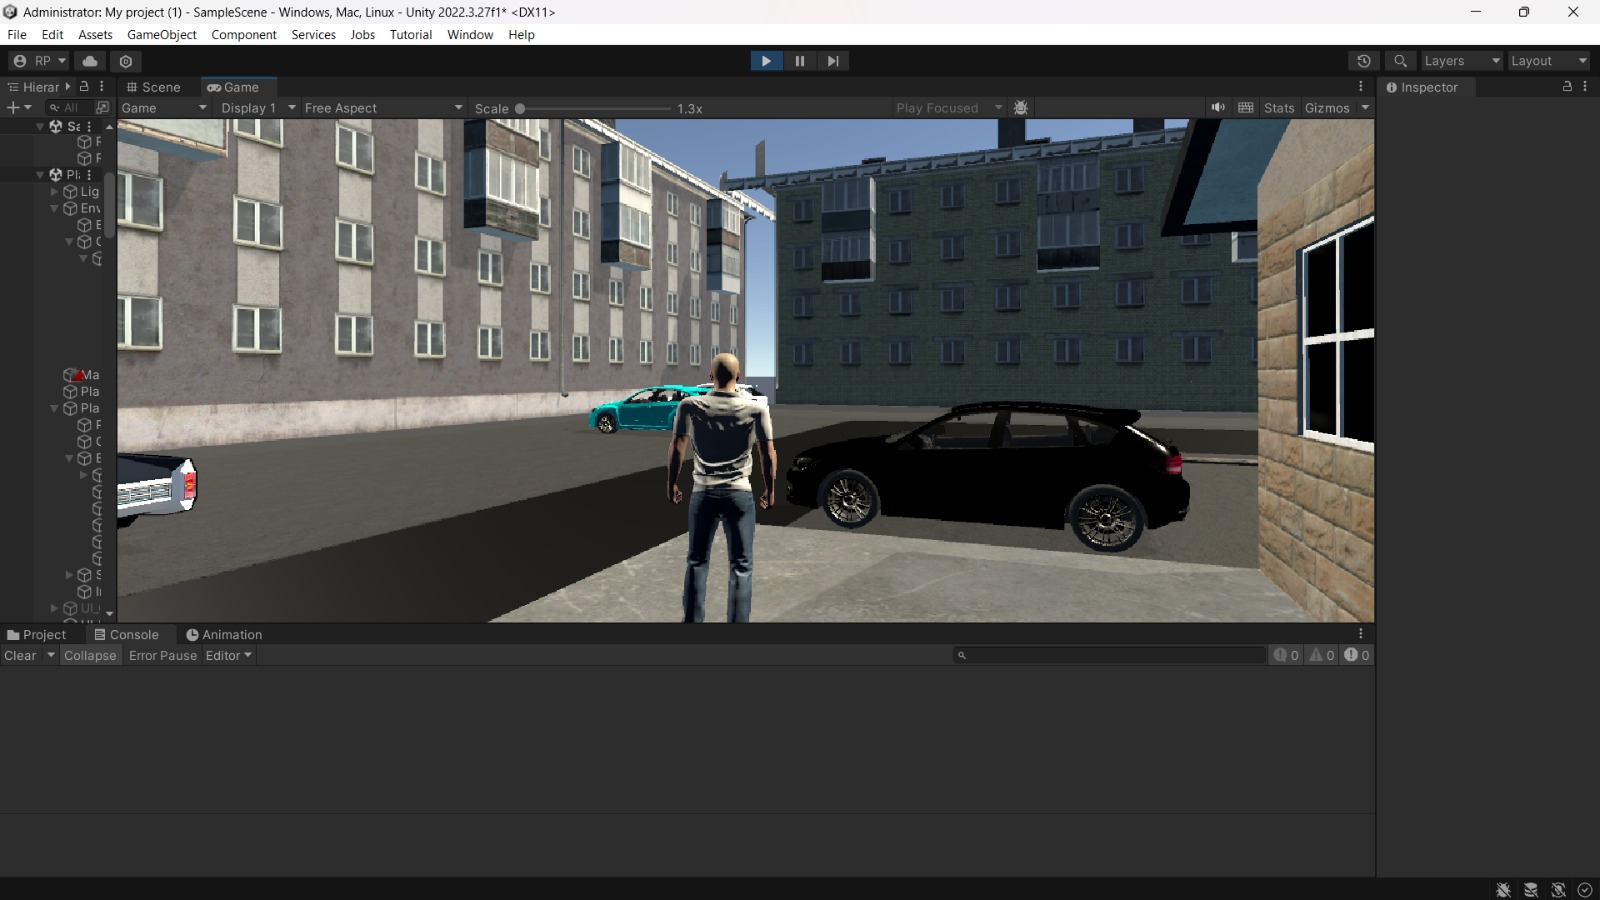 Administrator: My project (1) - SampleScene - Windows, Mac, Linux - Unity 2022.3.27f1* <DX11>
File Edit Assets GameObject Component Services Jobs Tutorial Window Help
RP Layers Layout
Hierar Scene Game Inspector
All Game Display 1 Free Aspect Scale 1.3x Play Focused Stats Gizmos
Sa
Pl
Lig
Env
Ma
Pla
Pla
UI_
Project Console Animation
Clear Collapse Error Pause Editor 0 0 0